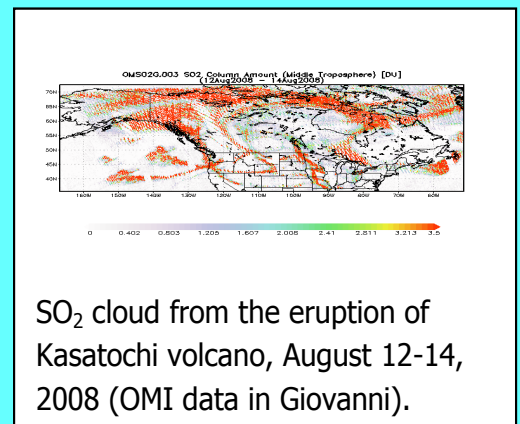 OMSO2G.003 SO2 Column Amount (Middle Troposphere) [DU]
(12Aug2008 - 14Aug2008)
70N
65N
60N
55N
50N
45N
40N
160W 150W 140W 130W 120W 110W 100W 90W 80W 70W 60W
0 0.402 0.803 1.205 1.607 2.008 2.41 2.811 3.213 3.5
SO₂ cloud from the eruption of
Kasatochi volcano, August 12-14,
2008 (OMI data in Giovanni).